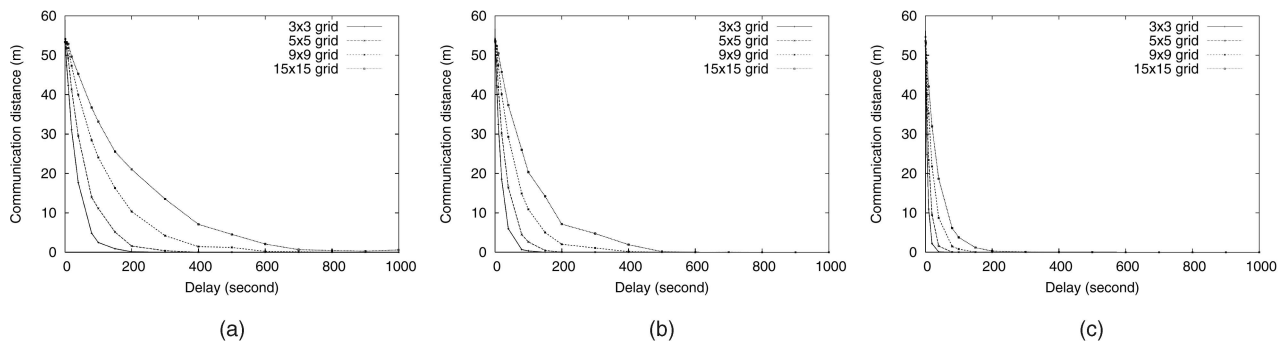 60
50
40
30
20
10
0
Communication distance (m)
3x3 grid
5x5 grid
9x9 grid
15x15 grid
0 200 400 600 800 1000
Delay (second)
(a)
60
50
40
30
20
10
0
Communication distance (m)
3x3 grid
5x5 grid
9x9 grid
15x15 grid
0 200 400 600 800 1000
Delay (second)
(b)
60
50
40
30
20
10
0
Communication distance (m)
3x3 grid
5x5 grid
9x9 grid
15x15 grid
0 200 400 600 800 1000
Delay (second)
(c)